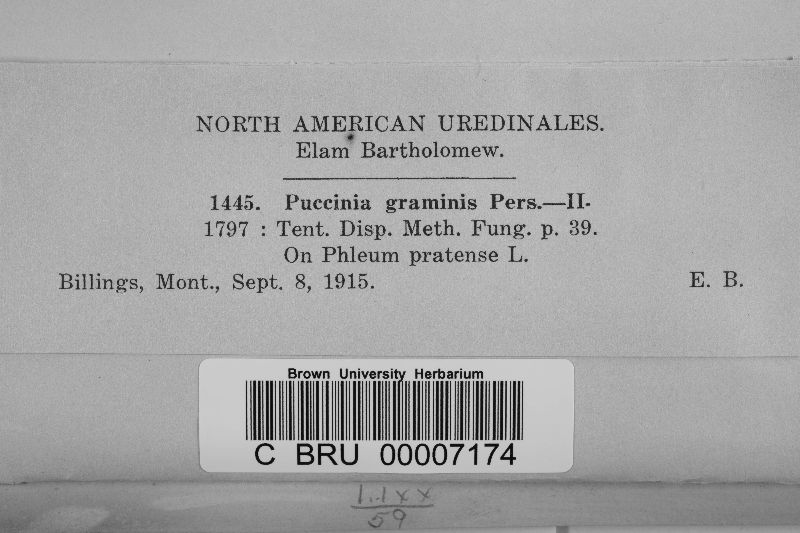 NORTH AMERICAN UREDINALES.
Elam Bartholomew.
1445. Puccinia graminis Pers.—II.
1797 : Tent. Disp. Meth. Fung. p. 39.
On Phleum pratense L.
Billings, Mont., Sept. 8, 1915. E. B.
Brown University Herbarium
C BRU 00007174
59